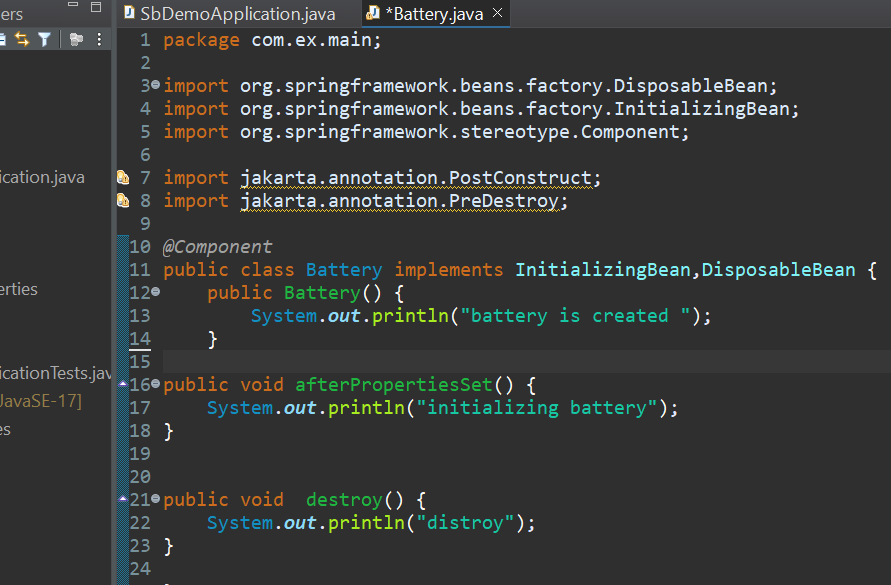 ers
SbDemoApplication.java
*Battery.java
1 package com.ex.main;
2
3 import org.springframework.beans.factory.DisposableBean;
4 import org.springframework.beans.factory.InitializingBean;
5 import org.springframework.stereotype.Component;
6
ication.java
7 import jakarta.annotation.PostConstruct;
8 import jakarta.annotation.PreDestroy;
9
10 @Component
11 public class Battery implements InitializingBean,DisposableBean {
erties
12 public Battery() {
13 System.out.println("battery is created ");
14 }
15
icationTests.jav
16 public void afterPropertiesSet() {
JavaSE-17]
17 System.out.println("initializing battery");
es
18 }
19
20
21 public void  destroy() {
22 System.out.println("distroy");
23 }
24